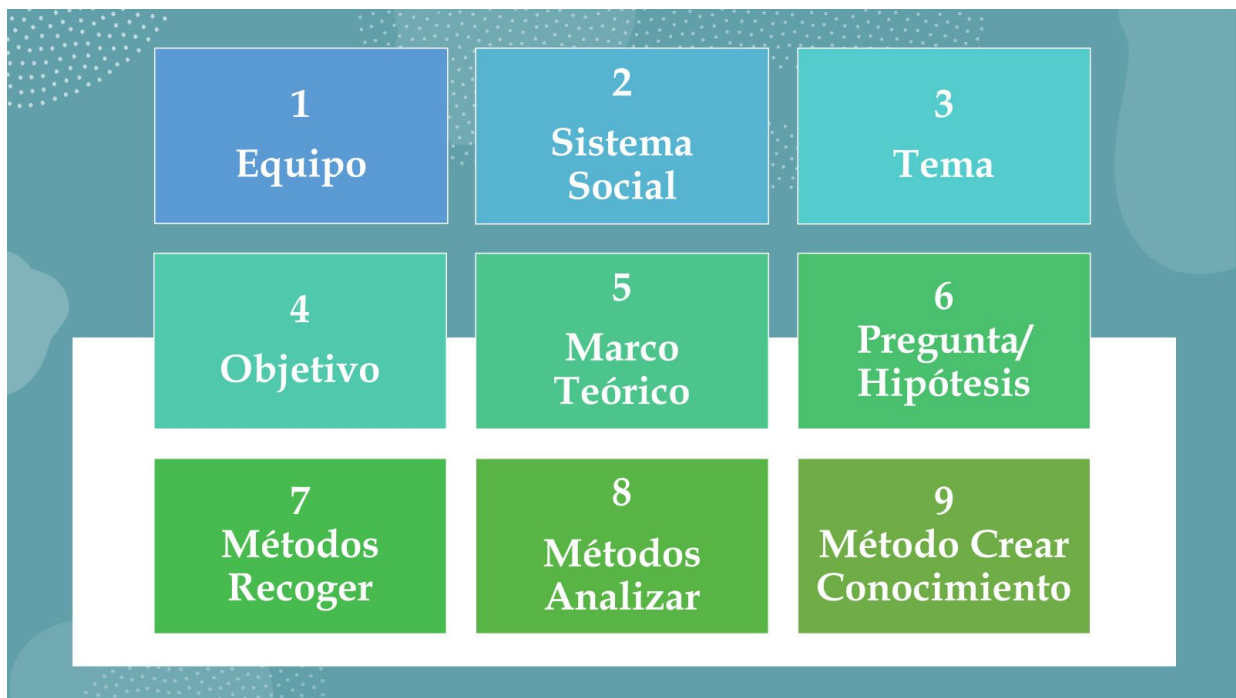 1
Equipo
2
Sistema
Social
3
Tema
4
Objetivo
5
Marco
Teórico
6
Pregunta/
Hipótesis
7
Métodos
Recoger
8
Métodos
Analizar
9
Método Crear
Conocimiento